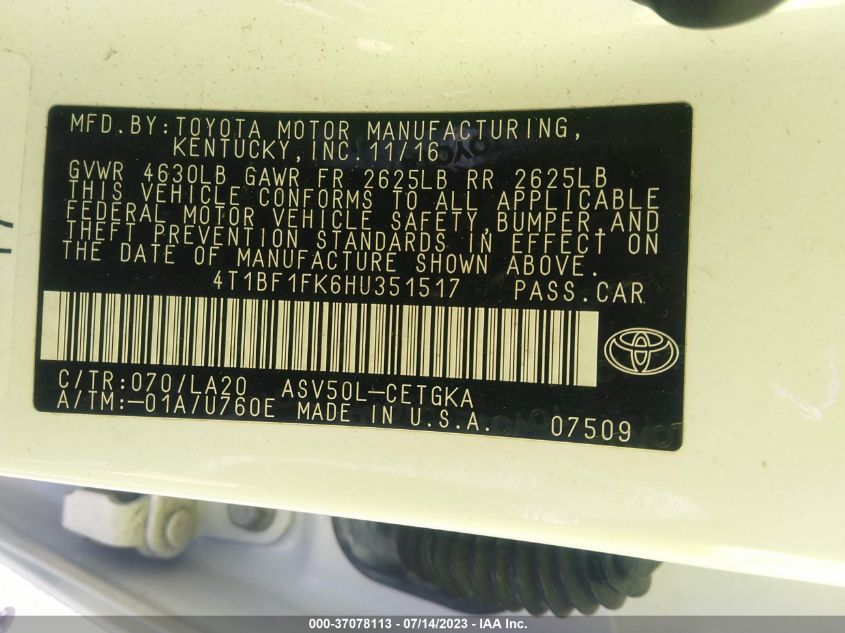 MFD.BY:TOYOTA MOTOR MANUFACTURING,
KENTUCKY,INC.11/16
GVWR 4630LB GAWR FR 2625LB RR 2625LB
THIS VEHICLE CONFORMS TO ALL APPLICABLE
FEDERAL MOTOR VEHICLE SAFETY,BUMPER,AND
THEFT PREVENTION STANDARDS IN EFFECT ON
THE DATE OF MANUFACTURE SHOWN ABOVE.
4T1BF1FK6HU351517 PASS.CAR
C/TR:070/LA20 ASV50L-CETGKA
A/TM:-01A/U760E MADE IN U.S.A. 07509
000-37078113 / 07/14/2023 - IAA Inc.